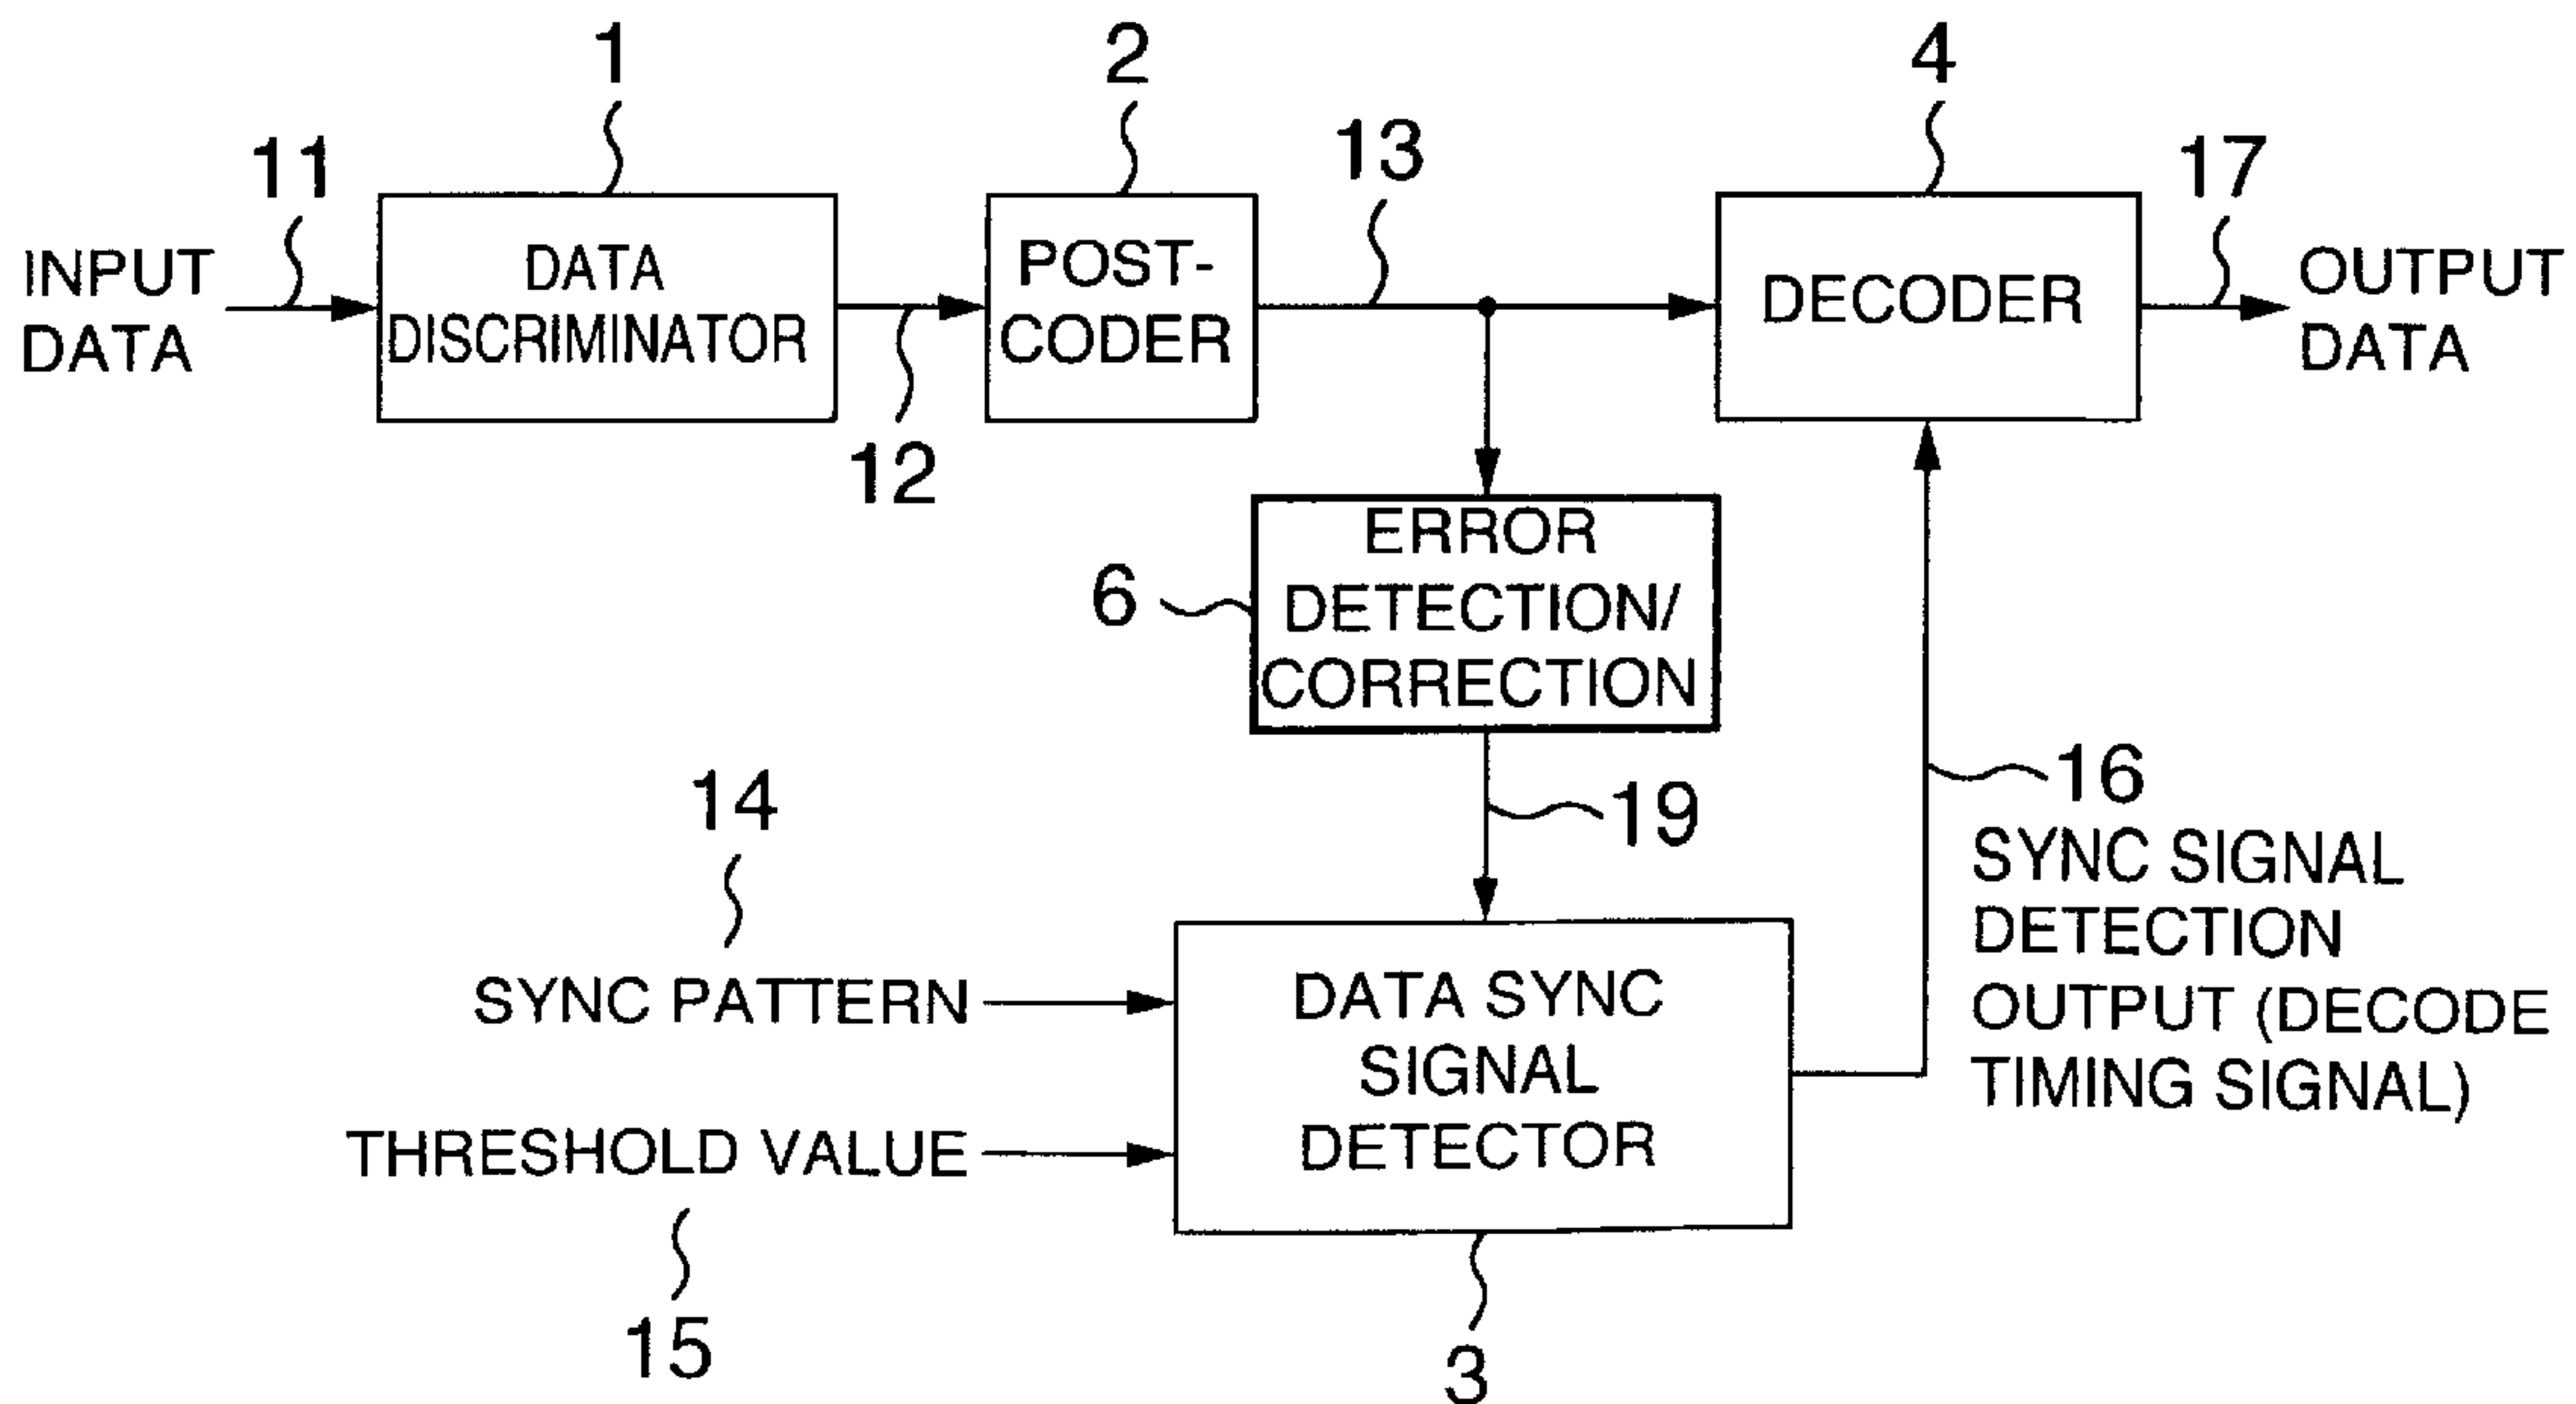 1
2
4
11
13
17
INPUT
DATA
DATA
DISCRIMINATOR
POST-
CODER
DECODER
OUTPUT
DATA
12
6
ERROR
DETECTION/
CORRECTION
14
19
16
SYNC SIGNAL
DETECTION
OUTPUT (DECODE
TIMING SIGNAL)
SYNC PATTERN
THRESHOLD VALUE
DATA SYNC
SIGNAL
DETECTOR
15
3